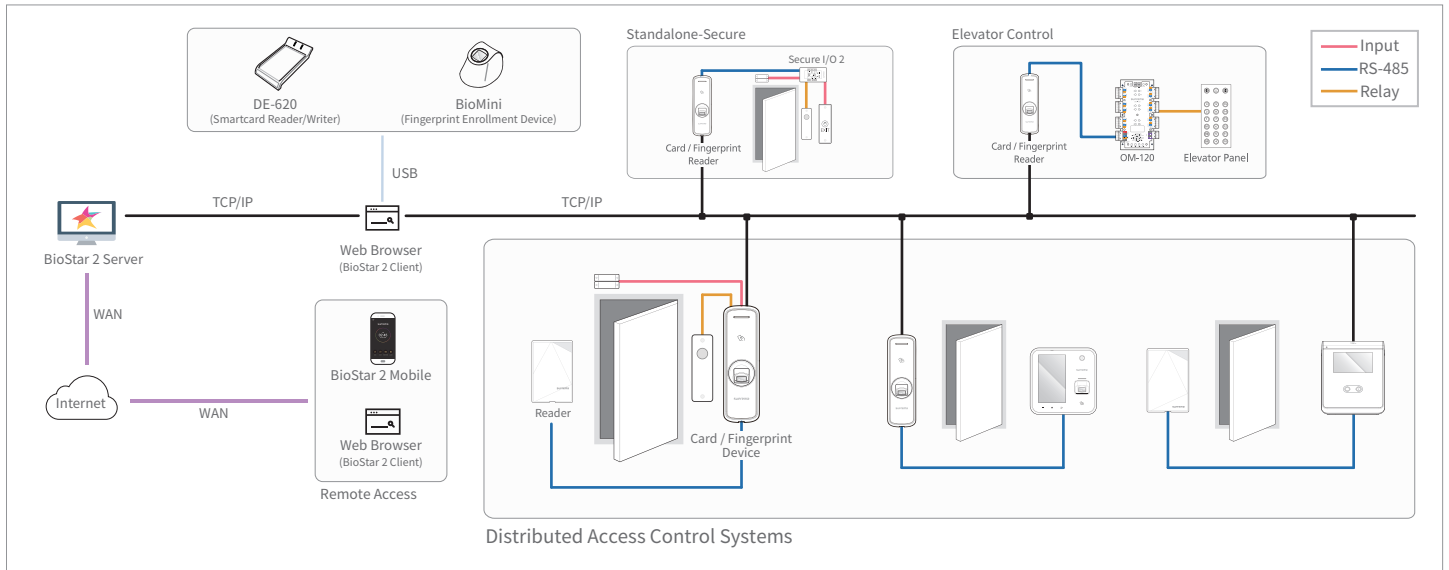 Standalone-Secure
Elevator Control
Input
RS-485
Relay
Secure I/O 2
EXIT
DE-620
(Smartcard Reader/Writer)
BioMini
(Fingerprint Enrollment Device)
Card / Fingerprint
Reader
Card / Fingerprint
Reader
OM-120
Elevator Panel
USB
TCP/IP
TCP/IP
BioStar 2 Server
Web Browser
(BioStar 2 Client)
WAN
BioStar 2 Mobile
Internet
WAN
Web Browser
(BioStar 2 Client)
Remote Access
Reader
Card / Fingerprint
Device
Distributed Access Control Systems